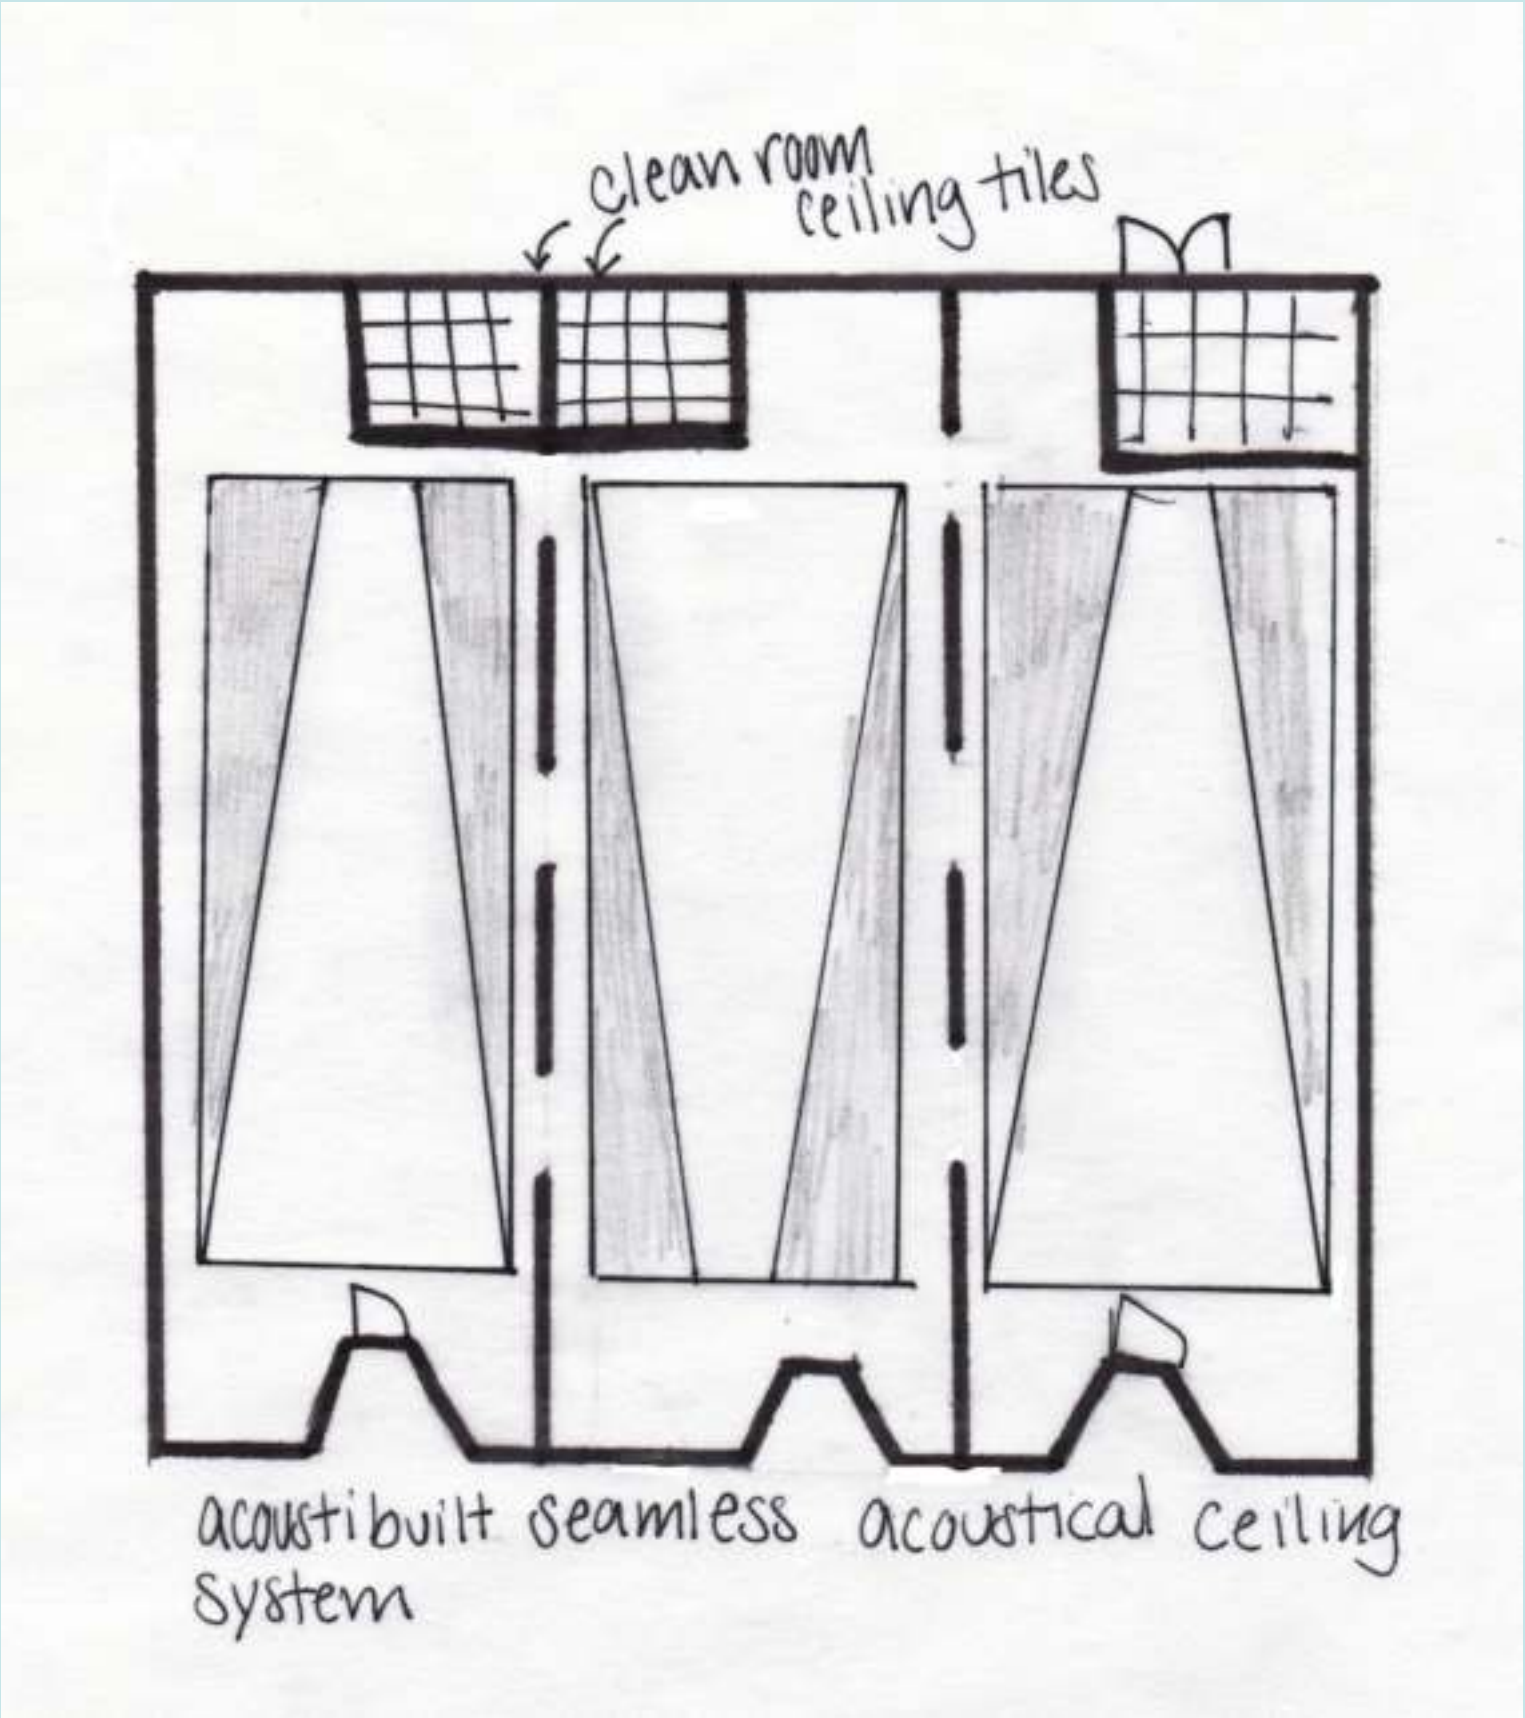 clean room
ceiling tiles
acoustibuilt seamless acoustical ceiling
system